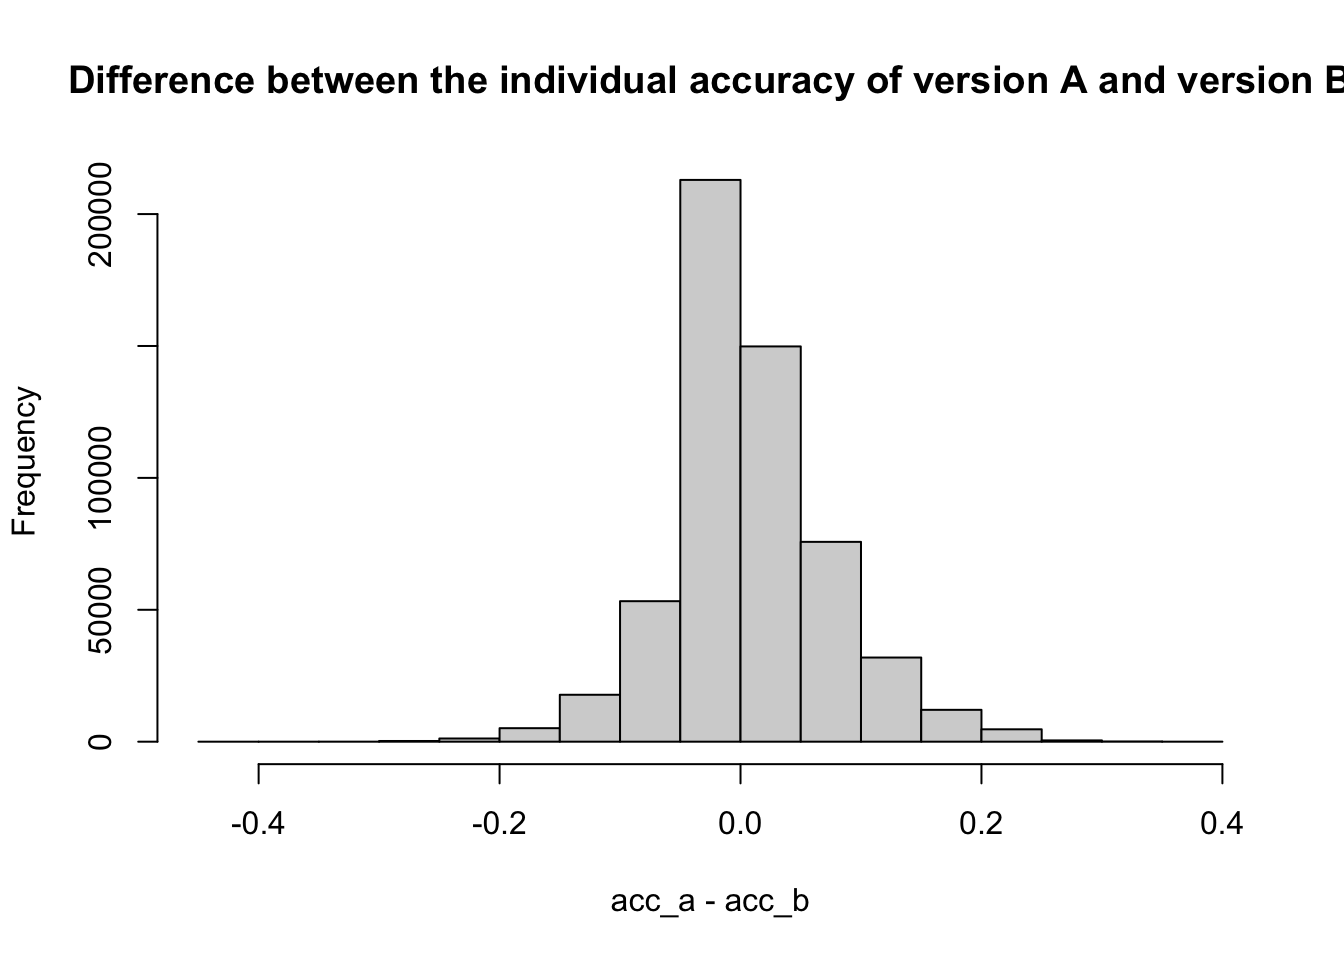 Difference between the individual accuracy of version A and version B
200000
100000
50000
0
Frequency
-0.4 -0.2 0.0 0.2 0.4
acc_a - acc_b